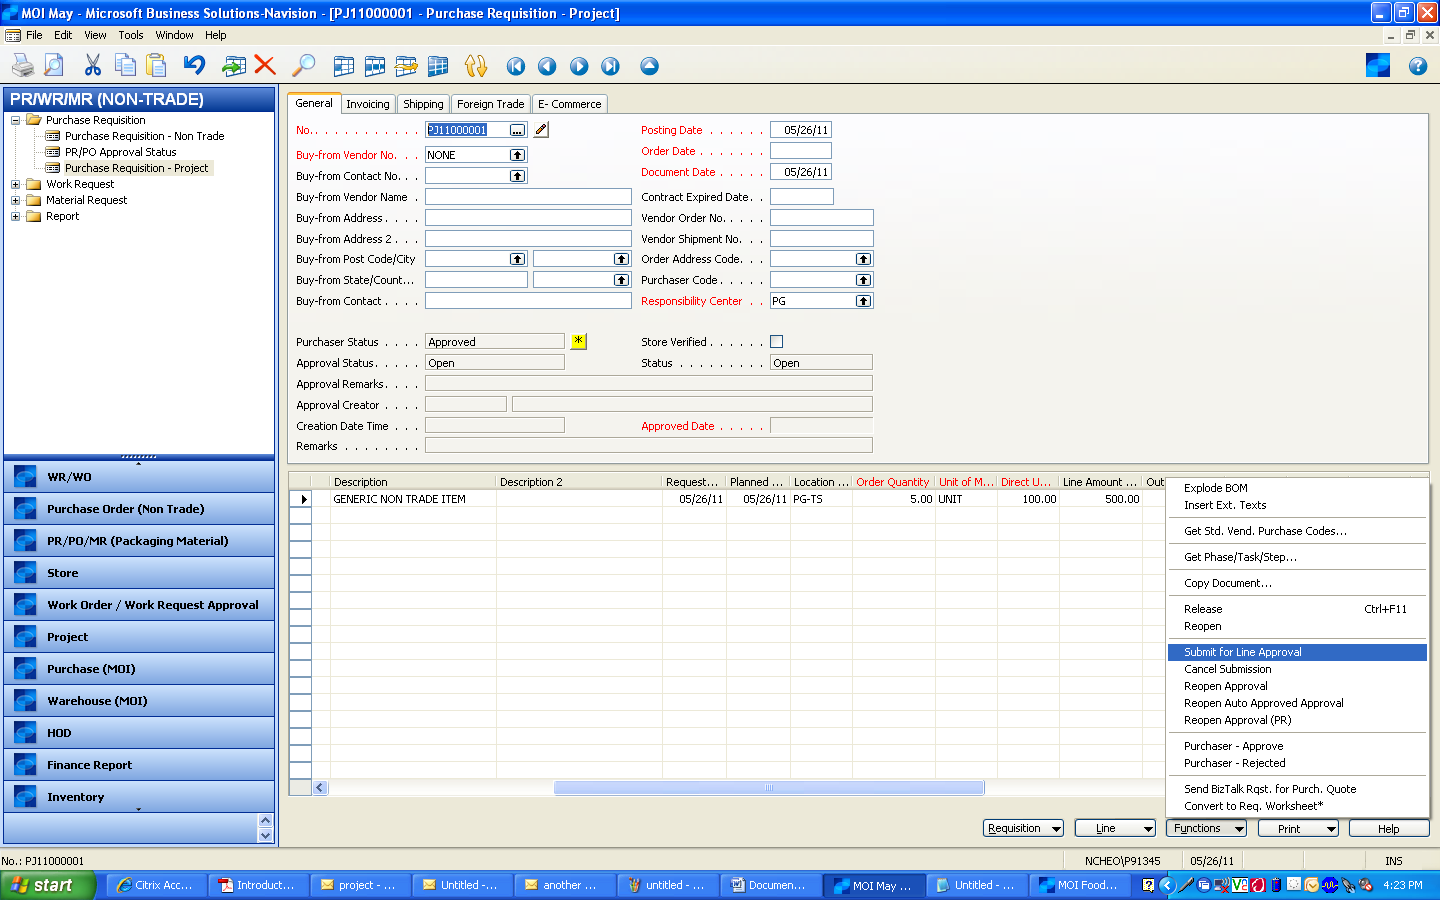 MOI May - Microsoft Business Solutions-Navision - [PJ11000001 - Purchase Requisition - Project]
File Edit View Tools Window Help
PR/WR/MR (NON-TRADE)
Purchase Requisition
Purchase Requisition - Non Trade
PR/PO Approval Status
Purchase Requisition - Project
Work Request
Material Request
Report
WR/WO
Purchase Order (Non Trade)
PR/PO/MR (Packaging Material)
Store
Work Order / Work Request Approval
Project
Purchase (MOI)
Warehouse (MOI)
HOD
Finance Report
Inventory
General Invoicing Shipping Foreign Trade E- Commerce
No. . . . . . . . . . . . PJ11000001 ... Posting Date . . . . . . 05/26/11
Buy-from Vendor No. . . . NONE Order Date . . . . . . .
Buy-from Contact No. . . Document Date . . . . . 05/26/11
Buy-from Vendor Name . Contract Expired Date. . .
Buy-from Address . . . . Vendor Order No. . . . . .
Buy-from Address 2 . . . Vendor Shipment No. . . .
Buy-from Post Code/City Order Address Code. . . .
Buy-from State/Count... Purchaser Code . . . . . .
Buy-from Contact . . . . Responsibility Center . . PG
Purchaser Status . . . . Approved * Store Verified . . . . . .
Approval Status. . . . . Open Status . . . . . . . . . Open
Approval Remarks. . . . .
Approval Creator . . . .
Creation Date Time . . . Approved Date . . . . .
Remarks . . . . . . . .
Description Description 2 Request... Planned ... Location ... Order Quantity Unit of M... Direct U... Line Amount ... Out
GENERIC NON TRADE ITEM 05/26/11 05/26/11 PG-TS 5.00 UNIT 100.00 500.00
Explode BOM
Insert Ext. Texts
Get Std. Vend. Purchase Codes...
Get Phase/Task/Step...
Copy Document...
Release Ctrl+F11
Reopen
Submit for Line Approval
Cancel Submission
Reopen Approval
Reopen Auto Approved Approval
Reopen Approval (PR)
Purchaser - Approve
Purchaser - Rejected
Send BizTalk Rqst. for Purch. Quote
Convert to Req. Worksheet*
Requisition Line Functions Print Help
No.: PJ11000001 NCHEO\P91345 05/26/11 INS
start Citrix Acc... Introduct... project - ... Untitled -... another ... untitled - ... Documen... MOI May ... Untitled - ... MOI Food... 4:23 PM